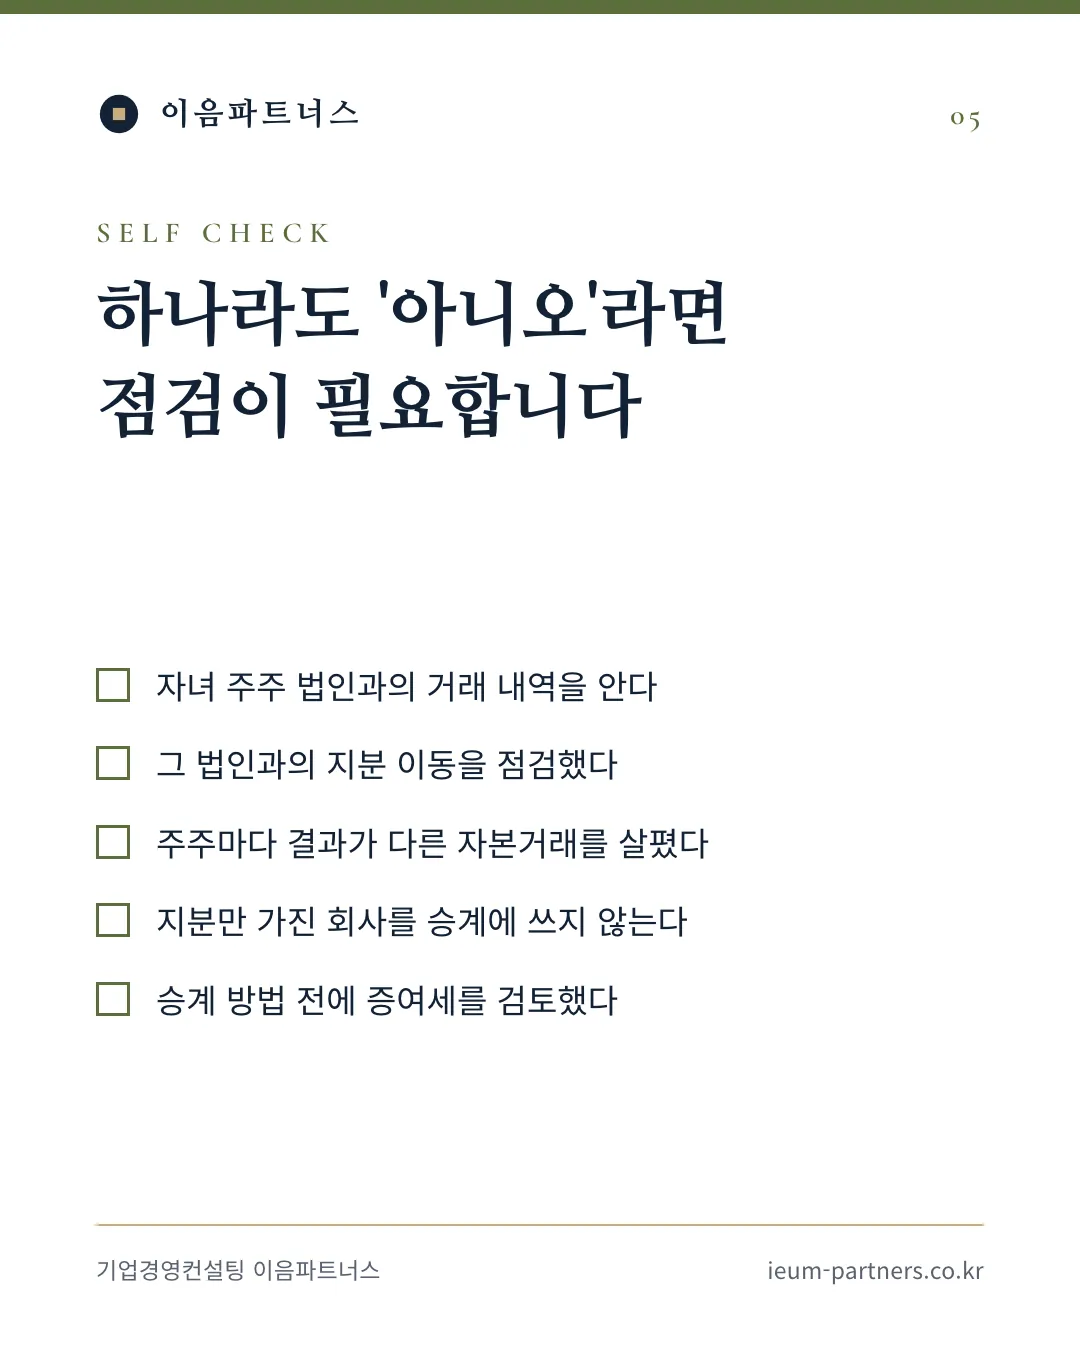 이음파트너스
05
SELF CHECK
하나라도 '아니오'라면
점검이 필요합니다
자녀 주주 법인과의 거래 내역을 안다
그 법인과의 지분 이동을 점검했다
주주마다 결과가 다른 자본거래를 살폈다
지분만 가진 회사를 승계에 쓰지 않는다
승계 방법 전에 증여세를 검토했다
기업경영컨설팅 이음파트너스
ieum-partners.co.kr